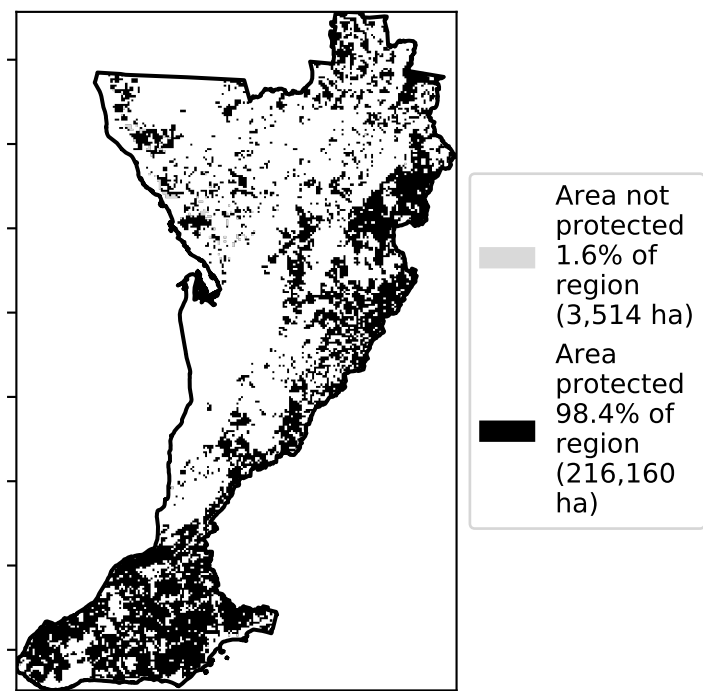 Area not
protected
1.6% of
region
(3,514 ha)
Area
protected
98.4% of
region
(216,160
ha)